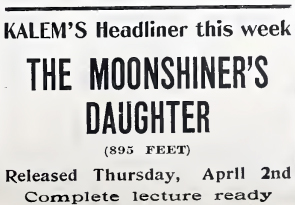 KALEM'S Headliner this week
THE MOONSHINER'S
DAUGHTER
(895 FEET)
Released Thursday, April 2nd
Complete lecture ready